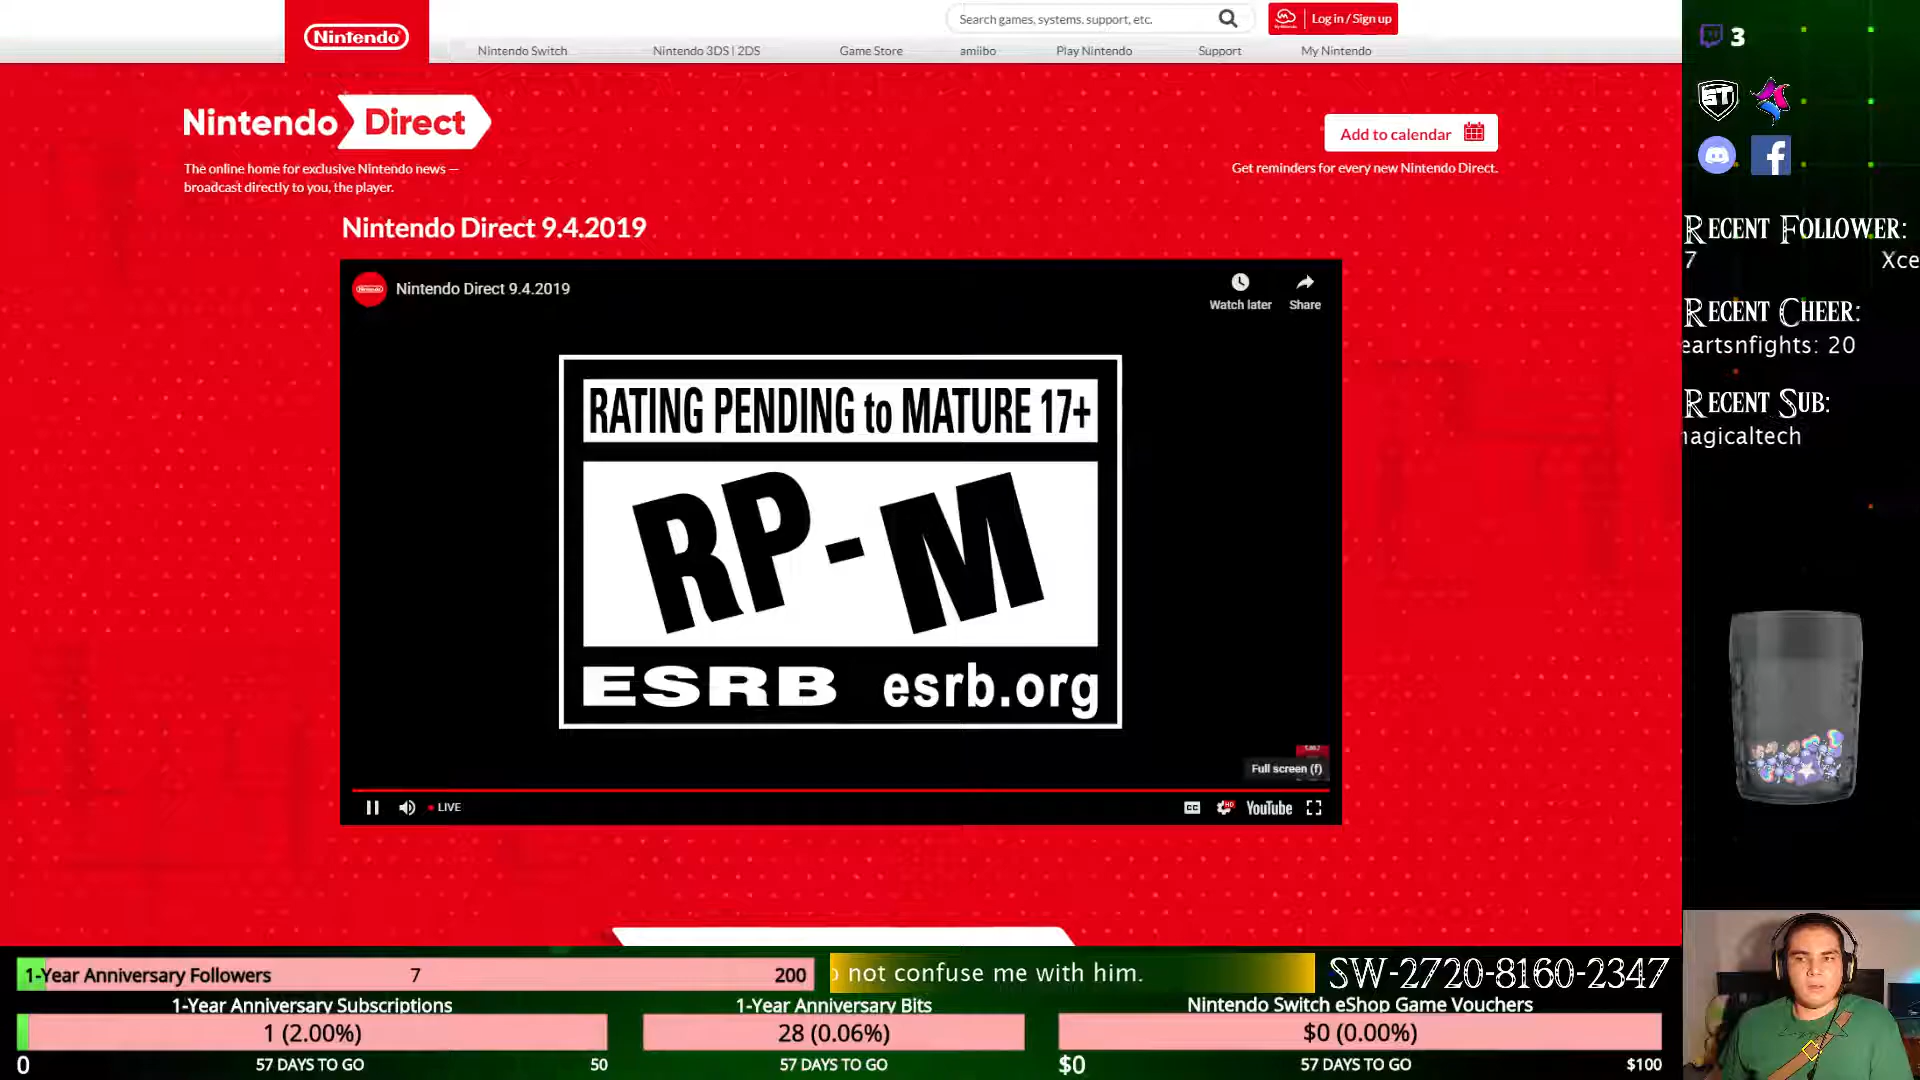 Nintendo
Search games, systems, support, etc.
My Nintendo
Log in / Sign up
Nintendo Switch
Nintendo 3DS | 2DS
Game Store
amiibo
Play Nintendo
Support
My Nintendo
3
ST
Nintendo Direct
Add to calendar
The online home for exclusive Nintendo news —
broadcast directly to you, the player.
Get reminders for every new Nintendo Direct.
Nintendo Direct 9.4.2019
Nintendo
Nintendo Direct 9.4.2019
Watch later
Share
RATING PENDING to MATURE 17+
RP-M
ESRB esrb.org
Full screen (f)
LIVE
CC
HD
YouTube
Recent Follower:
7 Xce
Recent Cheer:
eartsnfights: 20
Recent Sub:
agicaltech
1-Year Anniversary Followers 7 200
not confuse me with him.
SW-2720-8160-2347
1-Year Anniversary Subscriptions
1 (2.00%)
0 57 DAYS TO GO 50
1-Year Anniversary Bits
28 (0.06%)
57 DAYS TO GO
Nintendo Switch eShop Game Vouchers
$0 (0.00%)
$0 57 DAYS TO GO $100